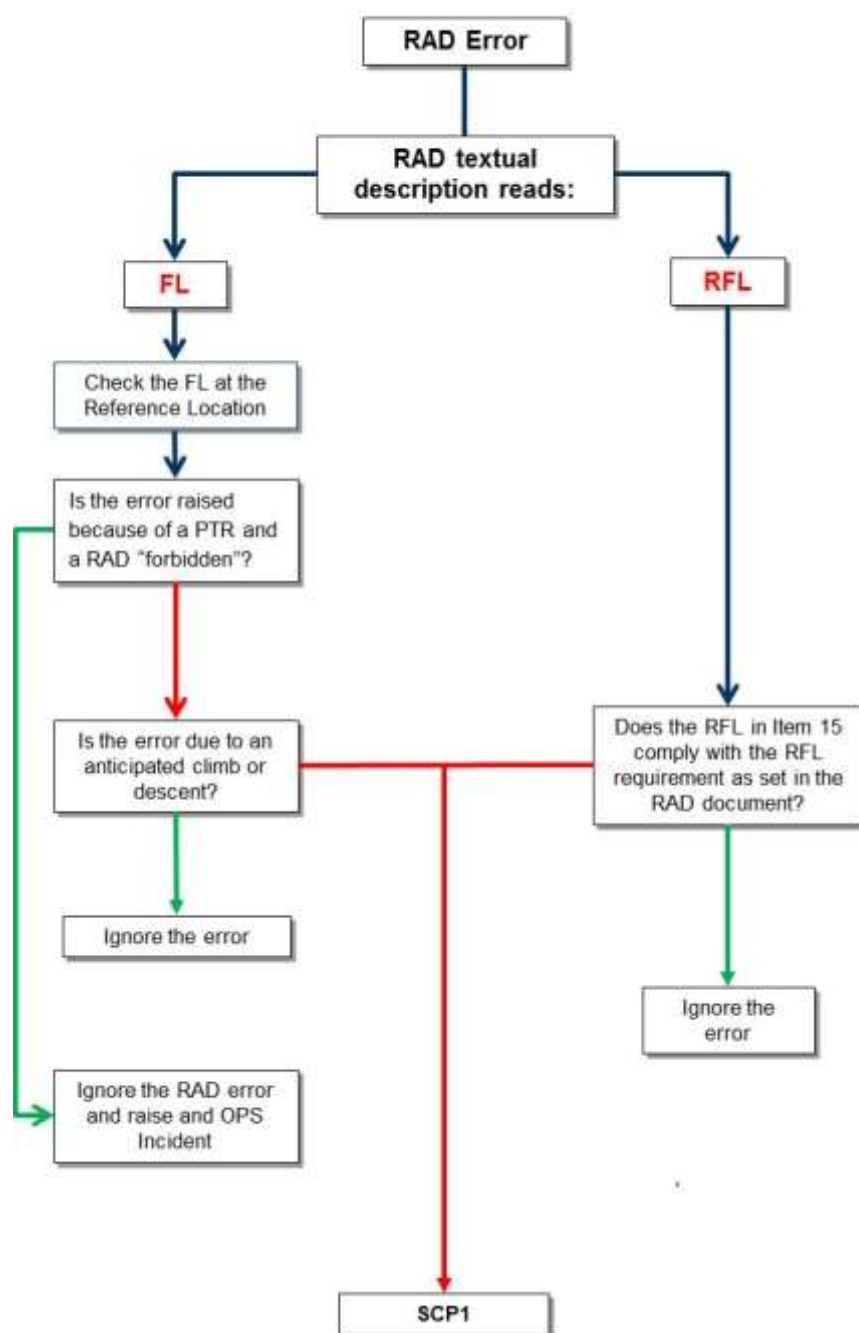 RAD Error
RAD textual
description reads:
FL
RFL
Check the FL at the
Reference Location
Is the error raised
because of a PTR and
a RAD "forbidden"?
Is the error due to an
anticipated climb or
descent?
Does the RFL in Item 15
comply with the RFL
requirement as set in the
RAD document?
Ignore the error
Ignore the
error
Ignore the RAD error
and raise and OPS
Incident
SCP1